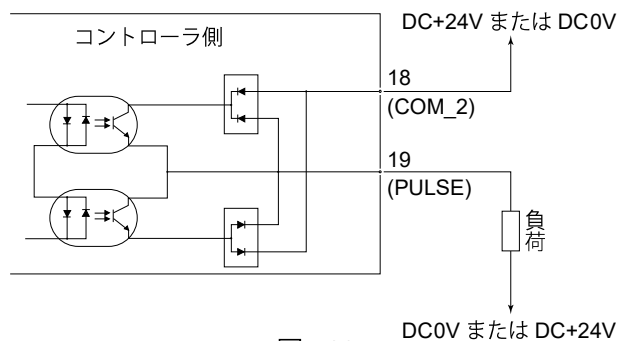 DC+24V または DC0V
コントローラ側
18
(COM_2)
19
(PULSE)
負荷
DC0V または DC+24V